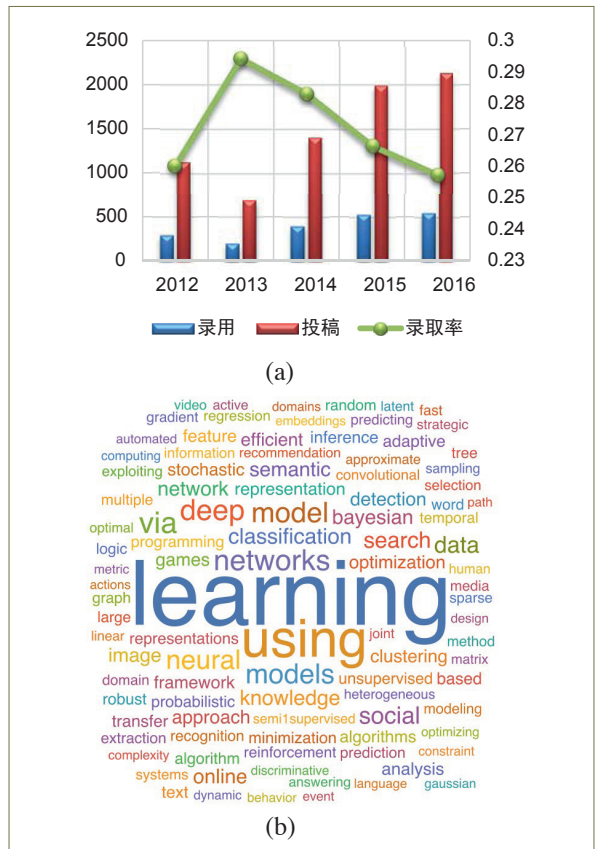 2500 0.3
2000 0.29
0.28
1500 0.27
1000 0.26
0.25
500 0.24
0 0.23
2012 2013 2014 2015 2016
录用 投稿 录取率
(a)
video active domains random latent fast
gradient regression embeddings predicting strategic
automated feature efficient inference adaptive
computing information recommendation approximate tree
exploiting stochastic semantic convolutional sampling
multiple network representation detection word selection path
optimal via deep model bayesian temporal
logic programming classification search data
metric games networks optimization human
actions learning media
graph sparse
large using design
linear representations joint method
image neural models clustering matrix
domain framework unsupervised based
robust probabilistic knowledge heterogeneous
transfer approach semi1supervised social modeling
extraction recognition minimization algorithms optimizing
complexity algorithm reinforcement prediction constraint
systems online discriminative analysis
text answering language gaussian
dynamic behavior event
(b)